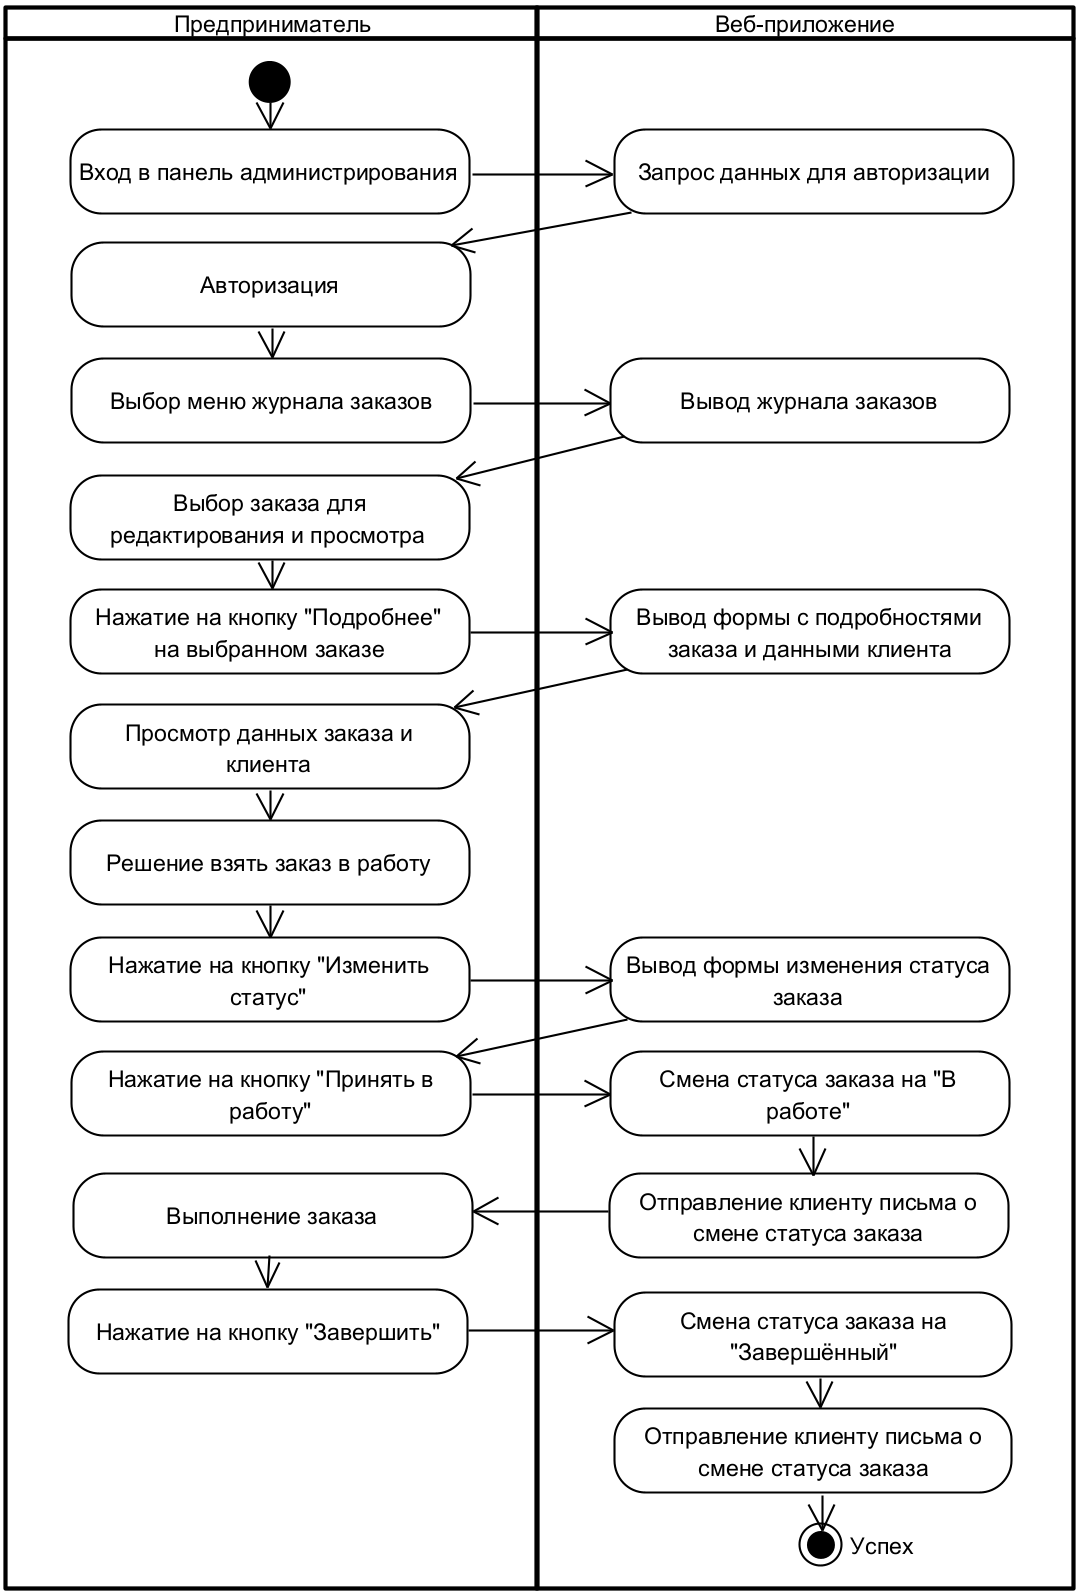 Предприниматель
Веб-приложение
Вход в панель администрирования
Запрос данных для авторизации
Авторизация
Выбор меню журнала заказов
Вывод журнала заказов
Выбор заказа для
редактирования и просмотра
Нажатие на кнопку "Подробнее"
на выбранном заказе
Вывод формы с подробностями
заказа и данными клиента
Просмотр данных заказа и
клиента
Решение взять заказ в работу
Нажатие на кнопку "Изменить
статус"
Вывод формы изменения статуса
заказа
Нажатие на кнопку "Принять в
работу"
Смена статуса заказа на "В
работе"
Отправление клиенту письма о
смене статуса заказа
Выполнение заказа
Нажатие на кнопку "Завершить"
Смена статуса заказа на
"Завершённый"
Отправление клиенту письма о
смене статуса заказа
Успех